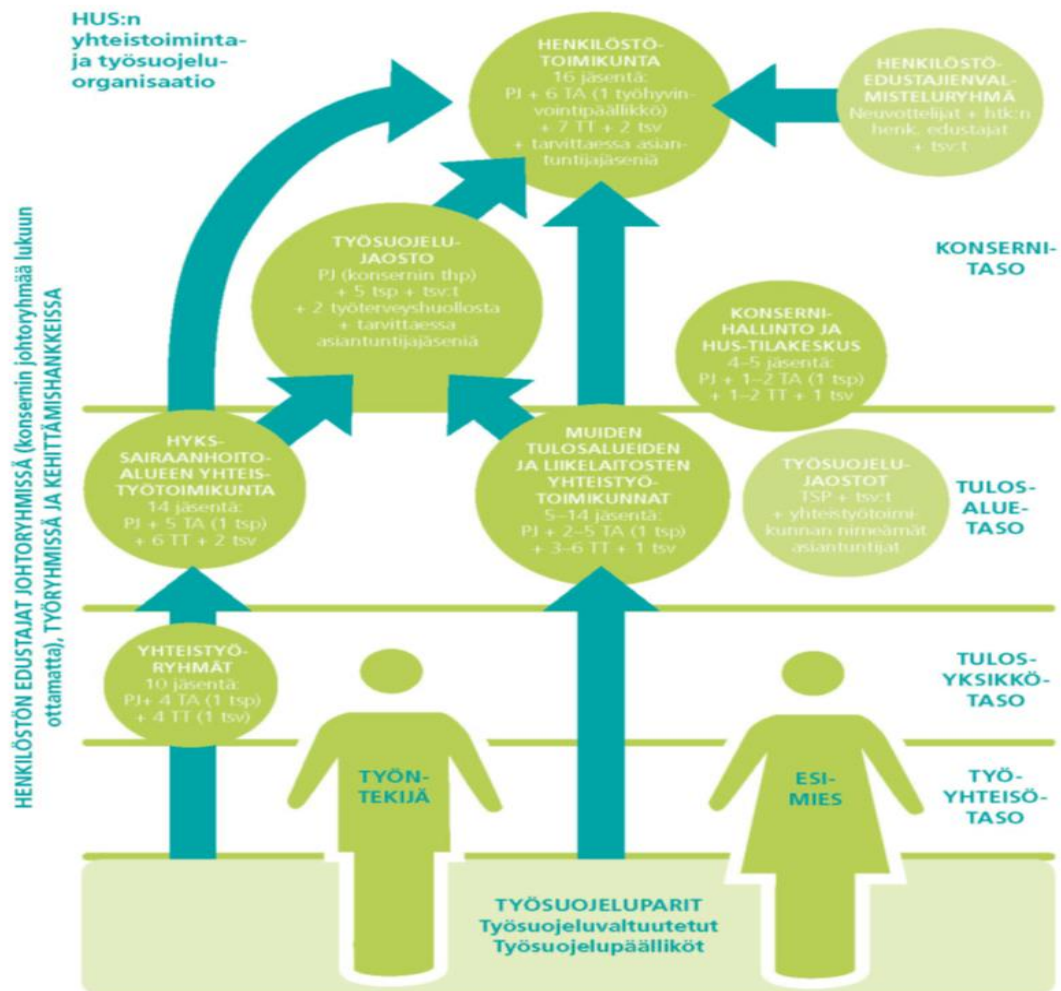 HUS:n
yhteistoiminta-
ja työsuojelu-
organisaatio
HENKILÖSTÖ-
TOIMIKUNTA
16 jäsentä:
PJ + 6 TA (1 työhyvin-
vointipäällikkö)
+ 7 TT + 2 tsv
+ tarvittaessa asian-
tuntijajäseniä
HENKILÖSTÖ-
EDUSTAJIENVAL-
MISTELURYHMÄ
Neuvottelijat + htk:n
henk. edustajat
+ tsv:t
TYÖSUOJELU-
JAOSTO
PJ (konsernin thp)
+ 5 tsp + tsv:t
+ 2 työterveyshuollosta
+ tarvittaessa
asiantuntijajäseniä
KONSERNI-
TASO
KONSERNI-
HALLINTO JA
HUS-TILAKESKUS
4–5 jäsentä:
PJ + 1–2 TA (1 tsp)
+ 1–2 TT + 1 tsv
HENKILÖSTÖN EDUSTAJAT JOHTORYHMISSÄ (konsernin johtoryhmää lukuun
ottamatta), TYÖRYHMISSÄ JA KEHITTÄMISHANKKEISSA
HYKS-
SAIRAANHOITO-
ALUEEN YHTEIS-
TYÖTOIMIKUNTA
14 jäsentä:
PJ + 5 TA (1 tsp)
+ 6 TT + 2 tsv
MUIDEN
TULOSALUEIDEN
JA LIIKELAITOSTEN
YHTEISTYÖ-
TOIMIKUNNAT
5–14 jäsentä:
PJ + 2–5 TA (1 tsp)
+ 3–6 TT + 1 tsv
TYÖSUOJELU-
JAOSTOT
TSP + tsv:t
+ yhteistyötoimi-
kunnan nimeämät
asiantuntijat
TULOS-
ALUE-
TASO
YHTEISTYÖ-
RYHMÄT
10 jäsentä:
PJ+ 4 TA (1 tsp)
+ 4 TT (1 tsv)
TULOS-
YKSIKKÖ-
TASO
TYÖN-
TEKIJÄ
ESI-
MIES
TYÖ-
YHTEISÖ-
TASO
TYÖSUOJELUPARIT
Työsuojeluvaltuutetut
Työsuojelupäälliköt